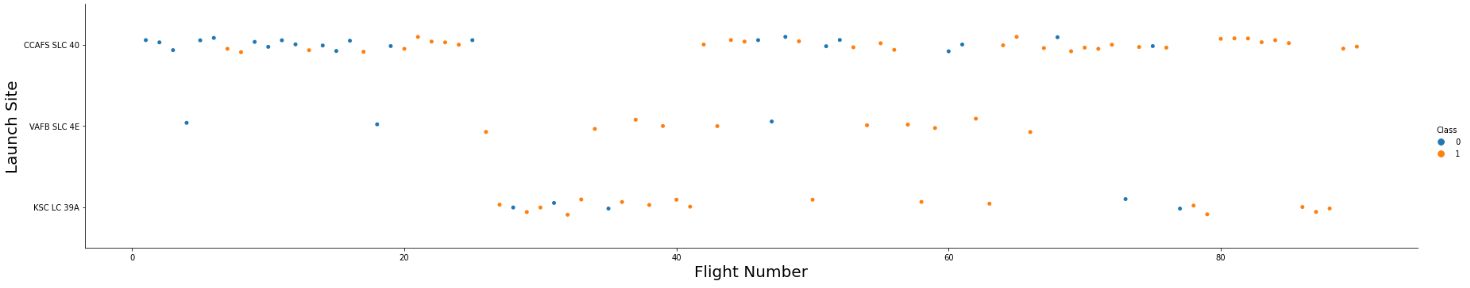 Launch Site
CCAFS SLC 40
VAFB SLC 4E
KSC LC 39A
0 20 40 60 80
Flight Number
Class
0
1